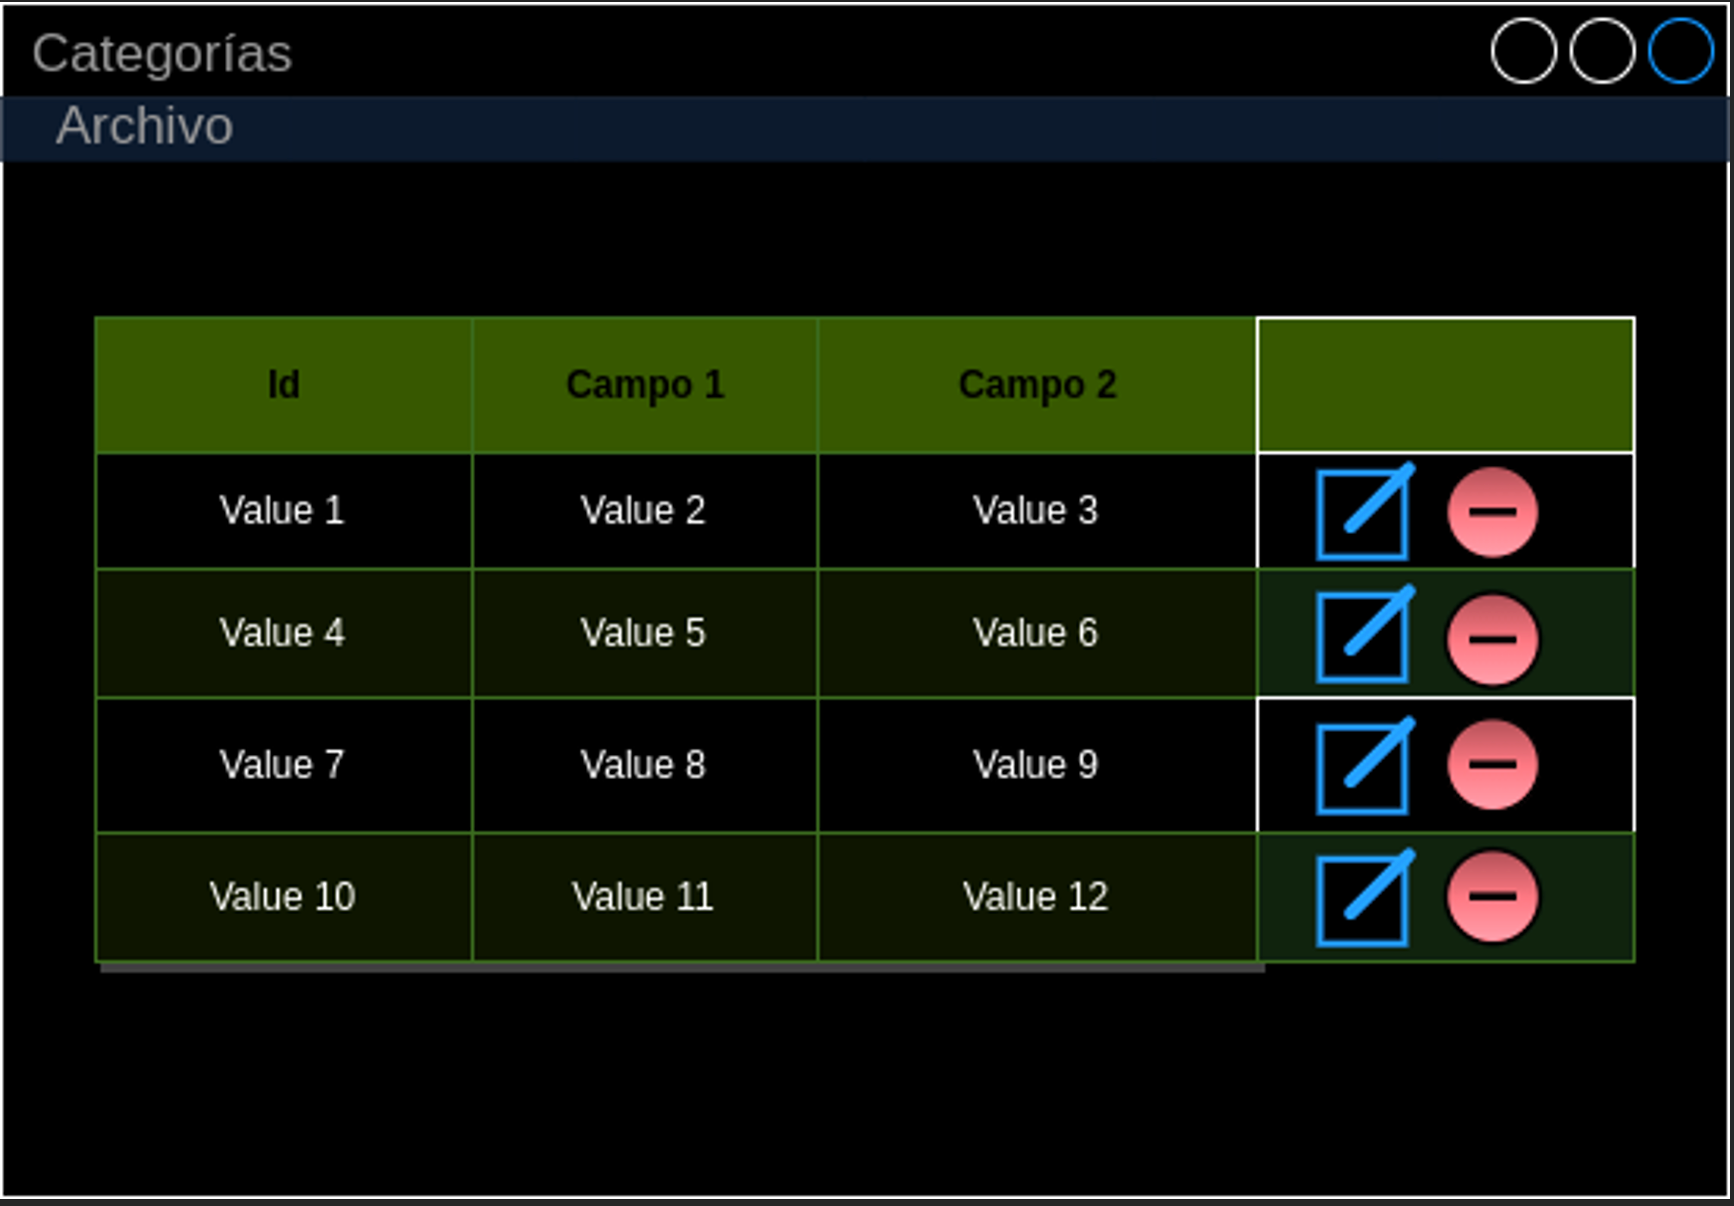 Categorías
Archivo
Id Campo 1 Campo 2
Value 1 Value 2 Value 3
Value 4 Value 5 Value 6
Value 7 Value 8 Value 9
Value 10 Value 11 Value 12